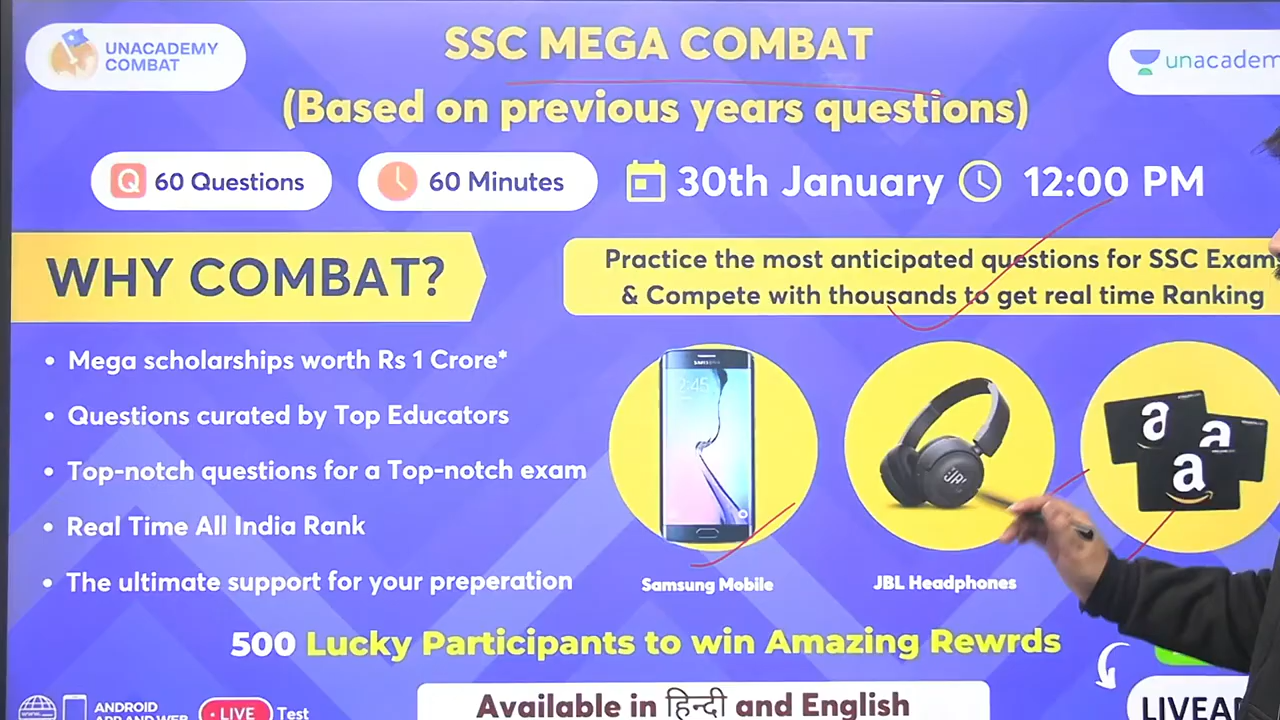 UNACADEMY
COMBAT
SSC MEGA COMBAT
unacadem
(Based on previous years questions)
Q 60 Questions
60 Minutes
30th January
12:00 PM
WHY COMBAT?
Practice the most anticipated questions for SSC Exam
& Compete with thousands to get real time Ranking
• Mega scholarships worth Rs 1 Crore*
• Questions curated by Top Educators
• Top-notch questions for a Top-notch exam
• Real Time All India Rank
• The ultimate support for your preperation
SAMSUNG
2:45
JBL
a
a
a
Samsung Mobile
JBL Headphones
500 Lucky Participants to win Amazing Rewrds
ANDROID
APP AND WEB
• LIVE Test
Available in हिन्दी and English
LIVEA